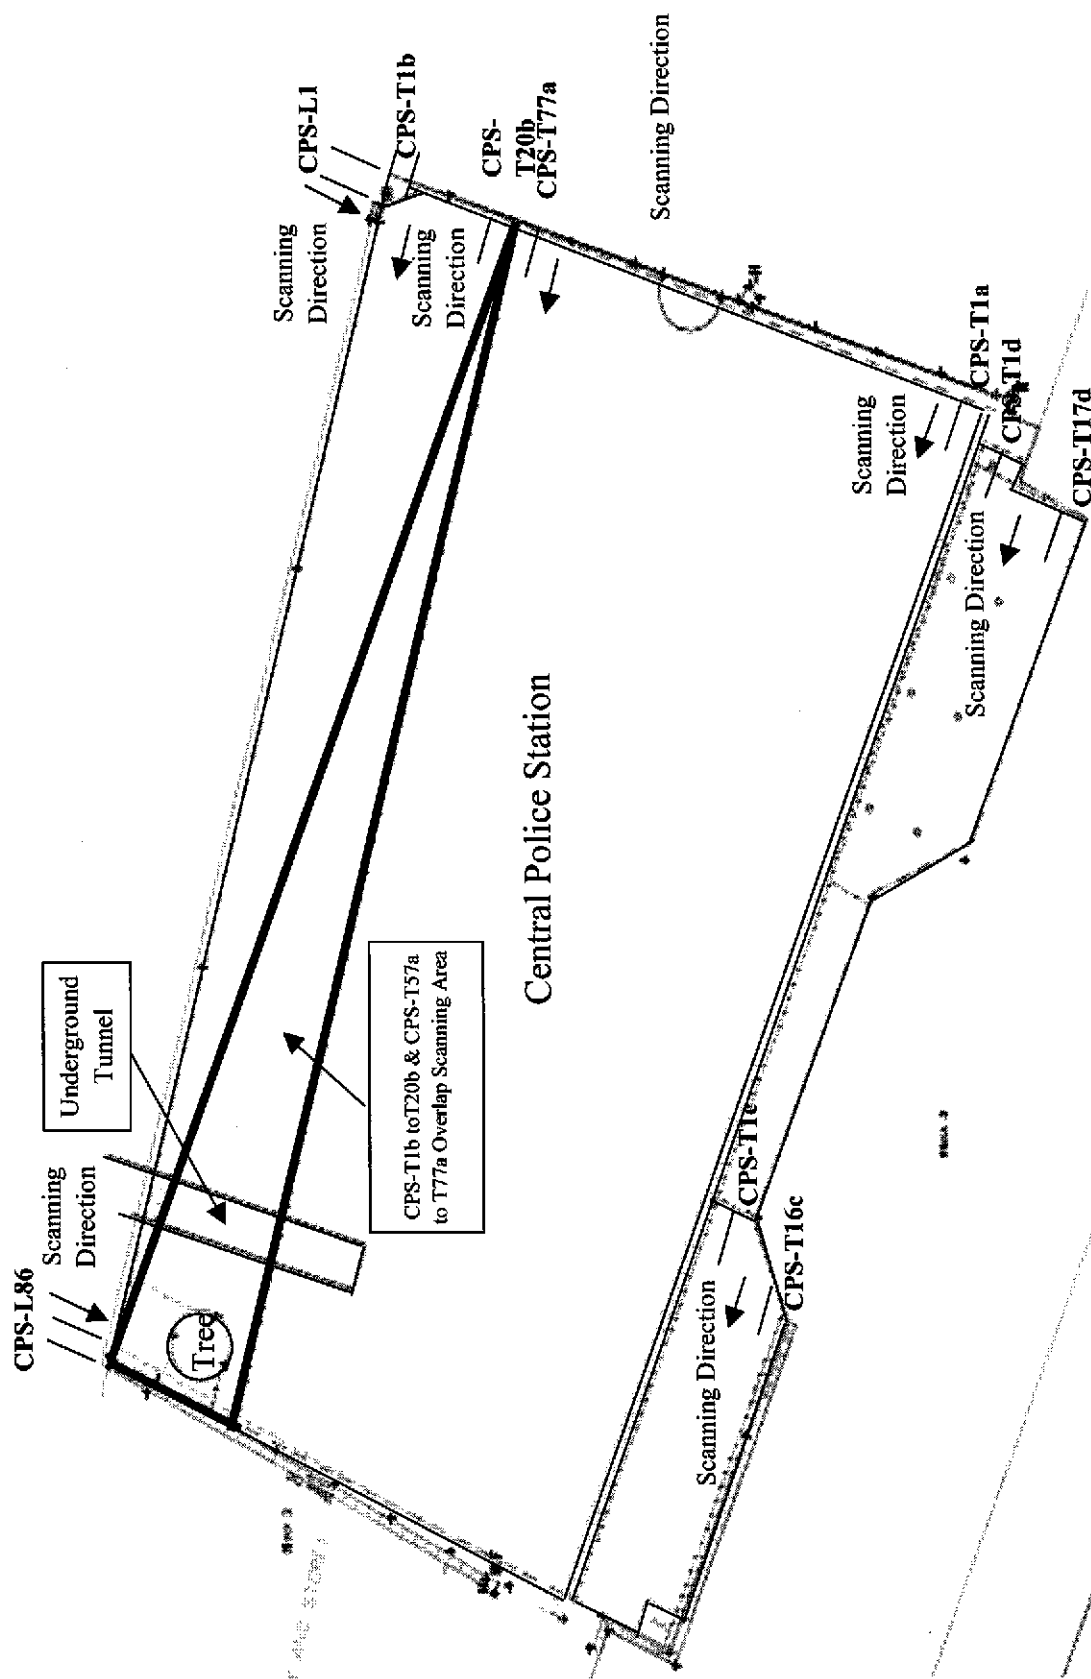 CPS-L86
Scanning
Direction
Underground
Tunnel
Tree
CPS-T1b toT20b & CPS-T57a
to T77a Overlap Scanning Area
Central Police Station
CPS-L1
CPS-T1b
Scanning
Direction
Scanning
Direction
CPS-
T20b
CPS-T77a
Scanning Direction
Scanning
Direction
CPS-T1a
CPS-T1d
CPS-T17d
Scanning Direction
CPS-T1c
CPS-T16c
Scanning Direction